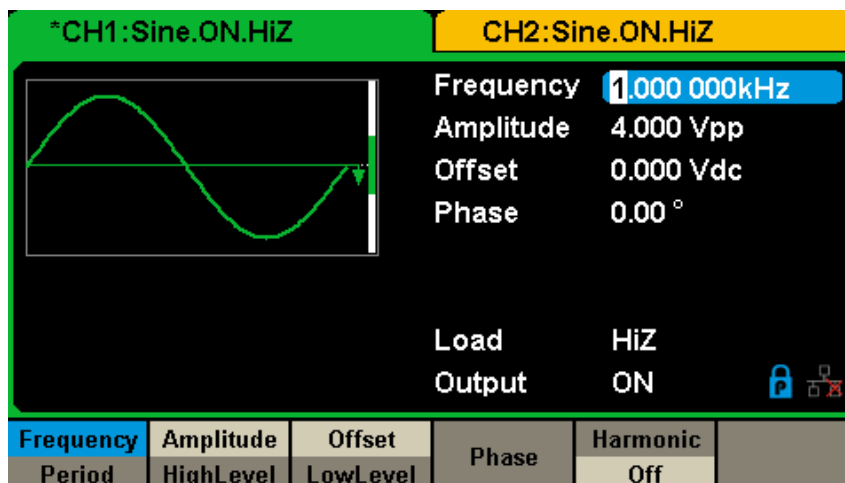 *CH1:Sine.ON.HiZ CH2:Sine.ON.HiZ
Frequency 1.000 000kHz
Amplitude 4.000 Vpp
Offset 0.000 Vdc
Phase 0.00 °
Load HiZ
Output ON P
Frequency Amplitude Offset Phase Harmonic
Period HighLevel LowLevel Off